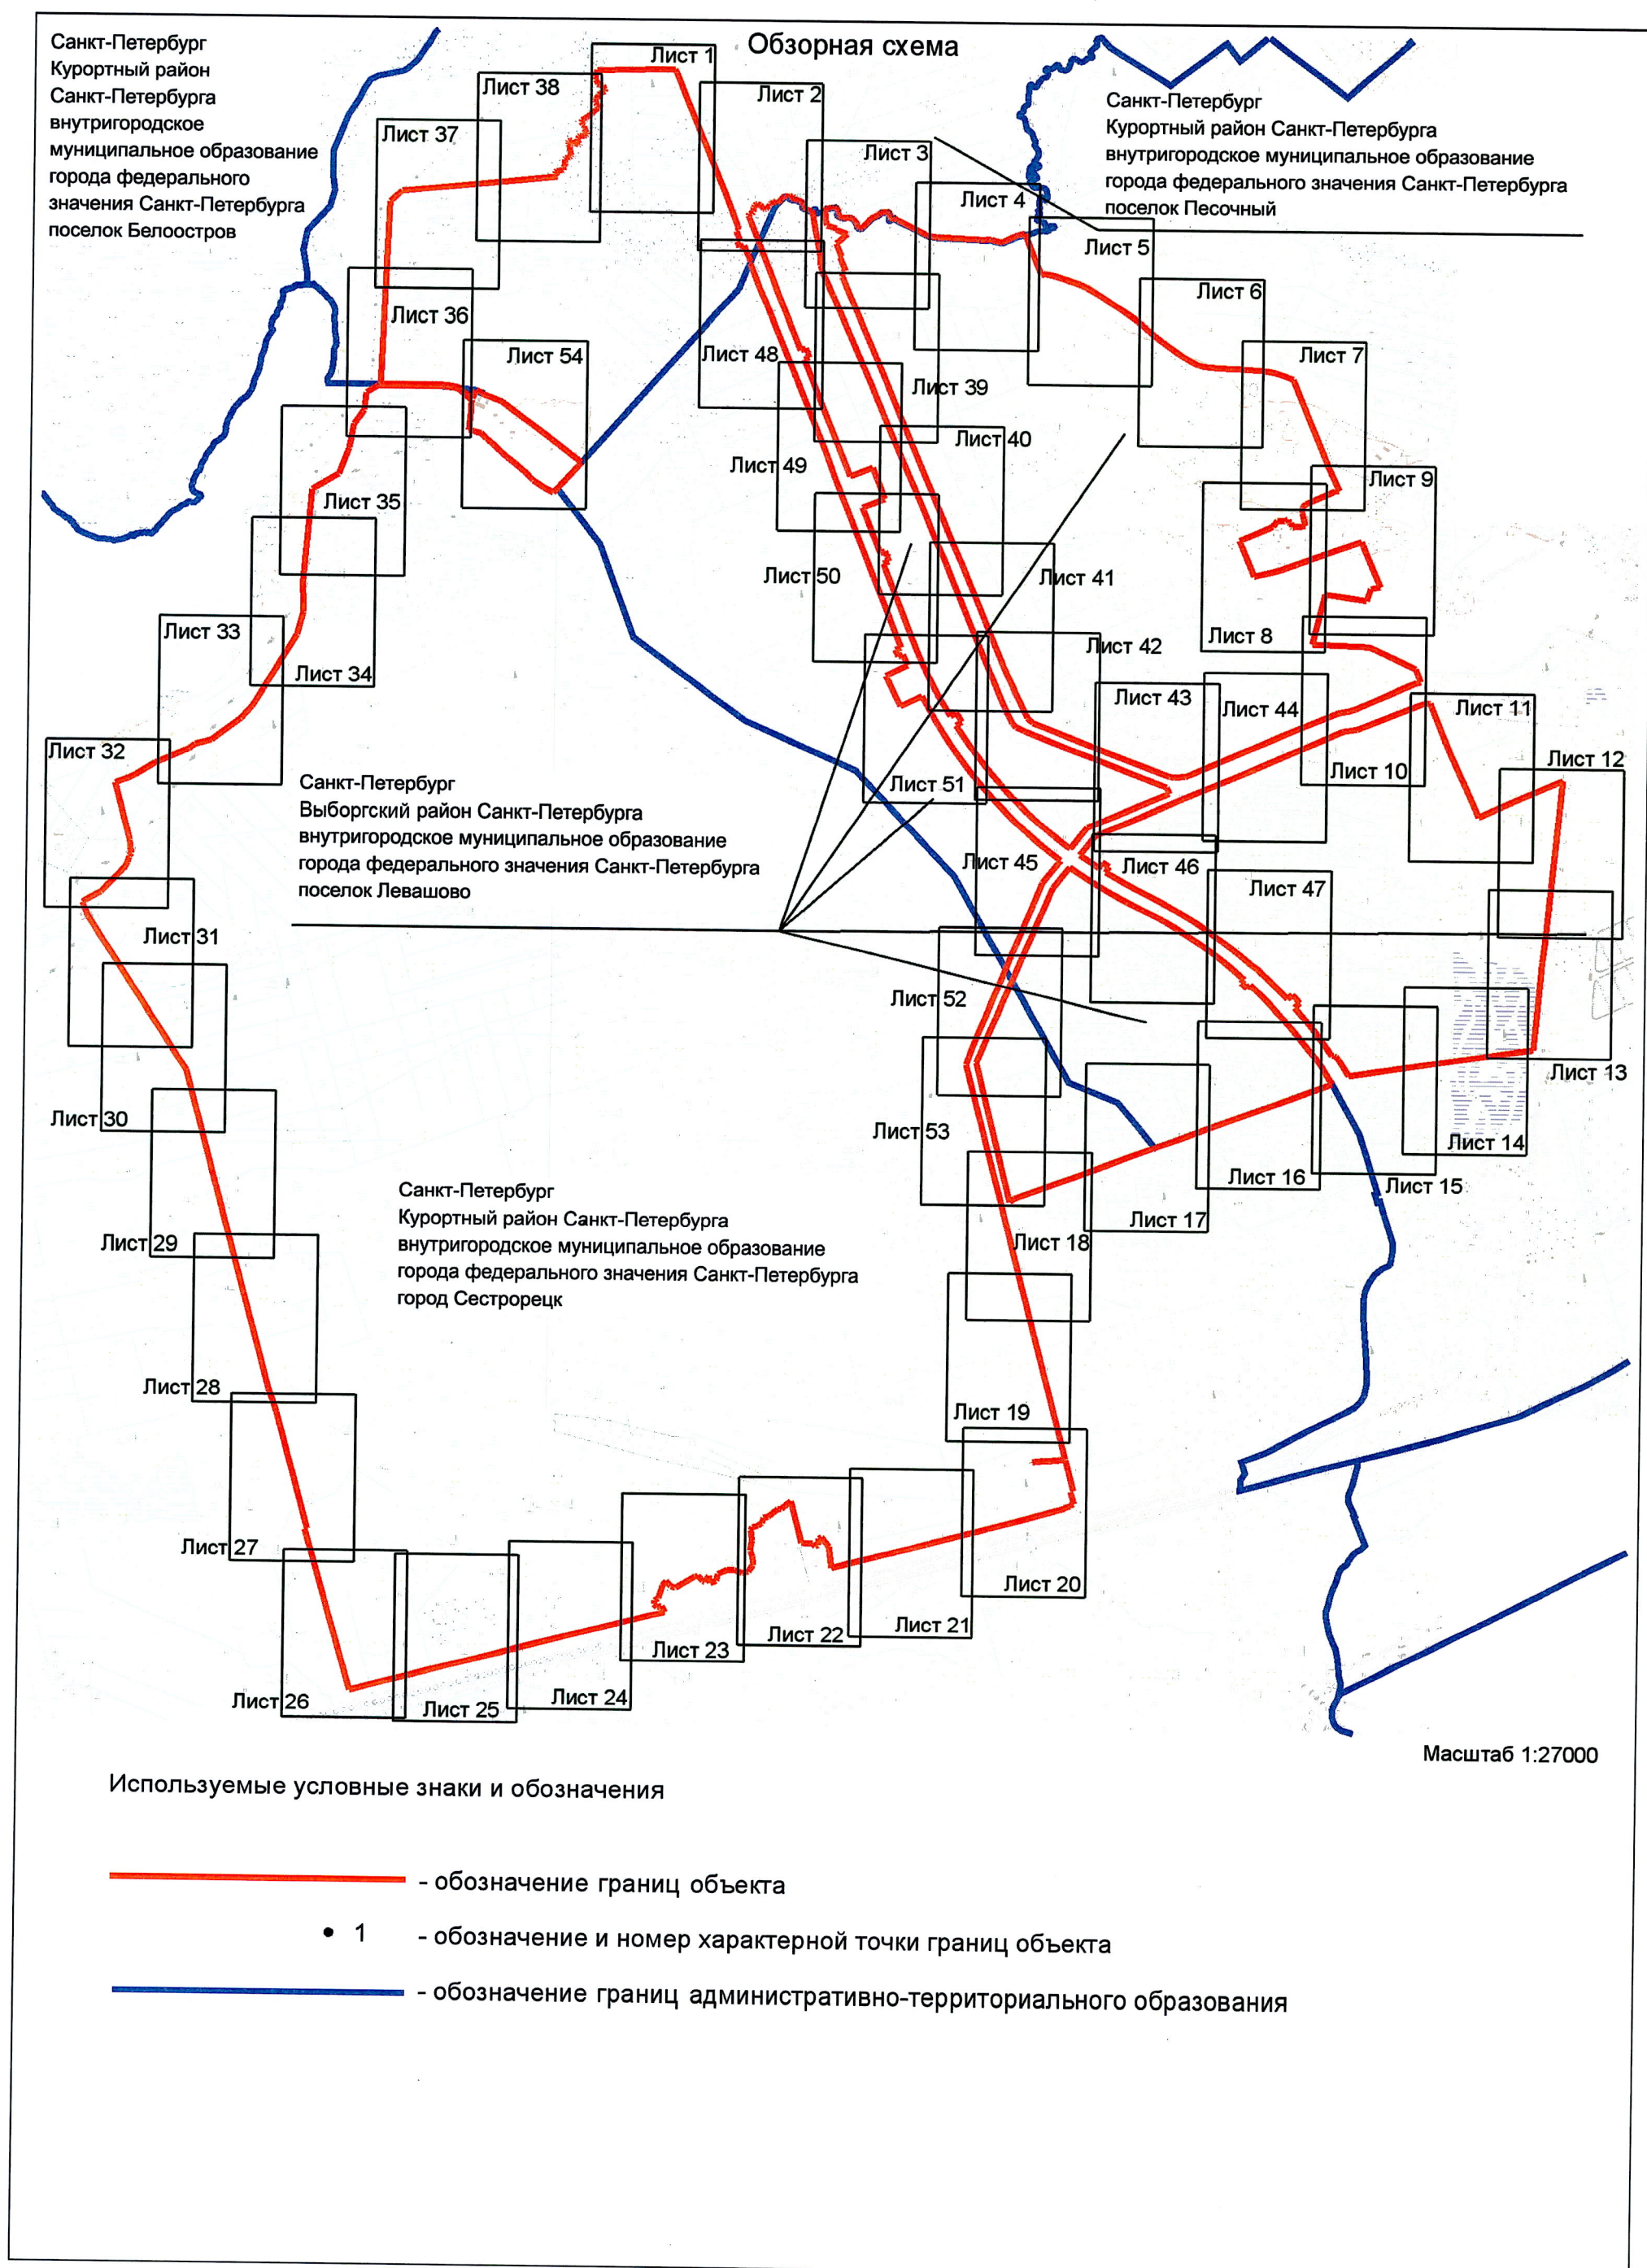 Обзорная схема
Санкт-Петербург
Курортный район
Санкт-Петербурга
внутригородское
муниципальное образование
города федерального
значения Санкт-Петербурга
поселок Белоостров
Санкт-Петербург
Курортный район Санкт-Петербурга
внутригородское муниципальное образование
города федерального значения Санкт-Петербурга
поселок Песочный
Лист 1
Лист 38
Лист 2
Лист 37
Лист 3
Лист 4
Лист 5
Лист 6
Лист 36
Лист 54
Лист 48
Лист 7
Лист 39
Лист 40
Лист 49
Лист 9
Лист 35
Лист 50
Лист 41
Лист 33
Лист 8
Лист 42
Лист 34
Лист 43
Лист 44
Лист 11
Лист 32
Лист 12
Лист 10
Лист 51
Санкт-Петербург
Выборгский район Санкт-Петербурга
внутригородское муниципальное образование
города федерального значения Санкт-Петербурга
поселок Левашово
Лист 45
Лист 46
Лист 47
Лист 31
Лист 52
Лист 13
Лист 30
Лист 53
Лист 14
Лист 16
Лист 15
Лист 17
Лист 29
Лист 18
Санкт-Петербург
Курортный район Санкт-Петербурга
внутригородское муниципальное образование
города федерального значения Санкт-Петербурга
город Сестрорецк
Лист 28
Лист 19
Лист 27
Лист 20
Лист 21
Лист 22
Лист 23
Лист 24
Лист 26
Лист 25
Масштаб 1:27000
Используемые условные знаки и обозначения
- обозначение границ объекта
1 - обозначение и номер характерной точки границ объекта
- обозначение границ административно-территориального образования